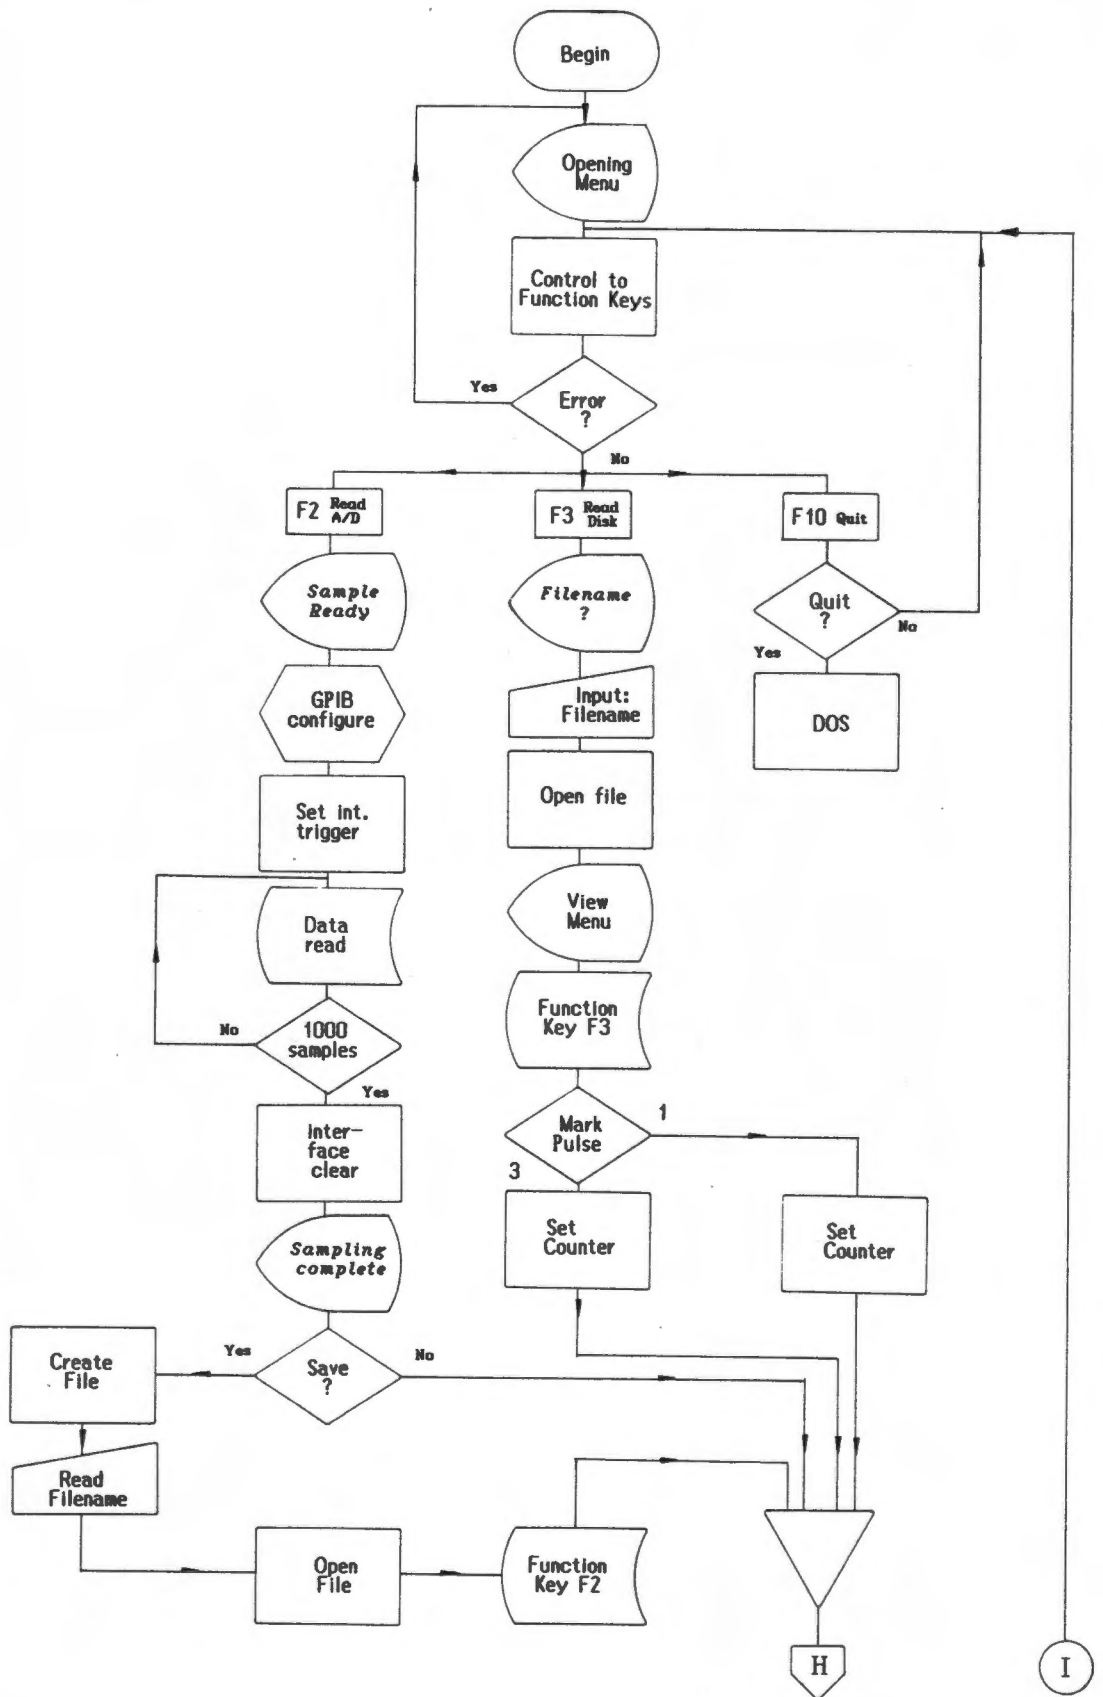 Begin
Opening
Menu
Control to
Function Keys
Yes
Error
?
No
F2 Read
A/D
F3 Read
Disk
F10 Quit
Sample
Ready
Filename
?
Quit
?
No
Yes
GPIB
configure
Input:
Filename
DOS
Set int.
trigger
Open file
Data
read
View
Menu
No
1000
samples
Yes
Function
Key F3
Mark
Pulse
1
3
Inter-
face
clear
Set
Counter
Set
Counter
Sampling
complete
Create
File
Yes
Save
?
No
Read
Filename
Open
File
Function
Key F2
H
I